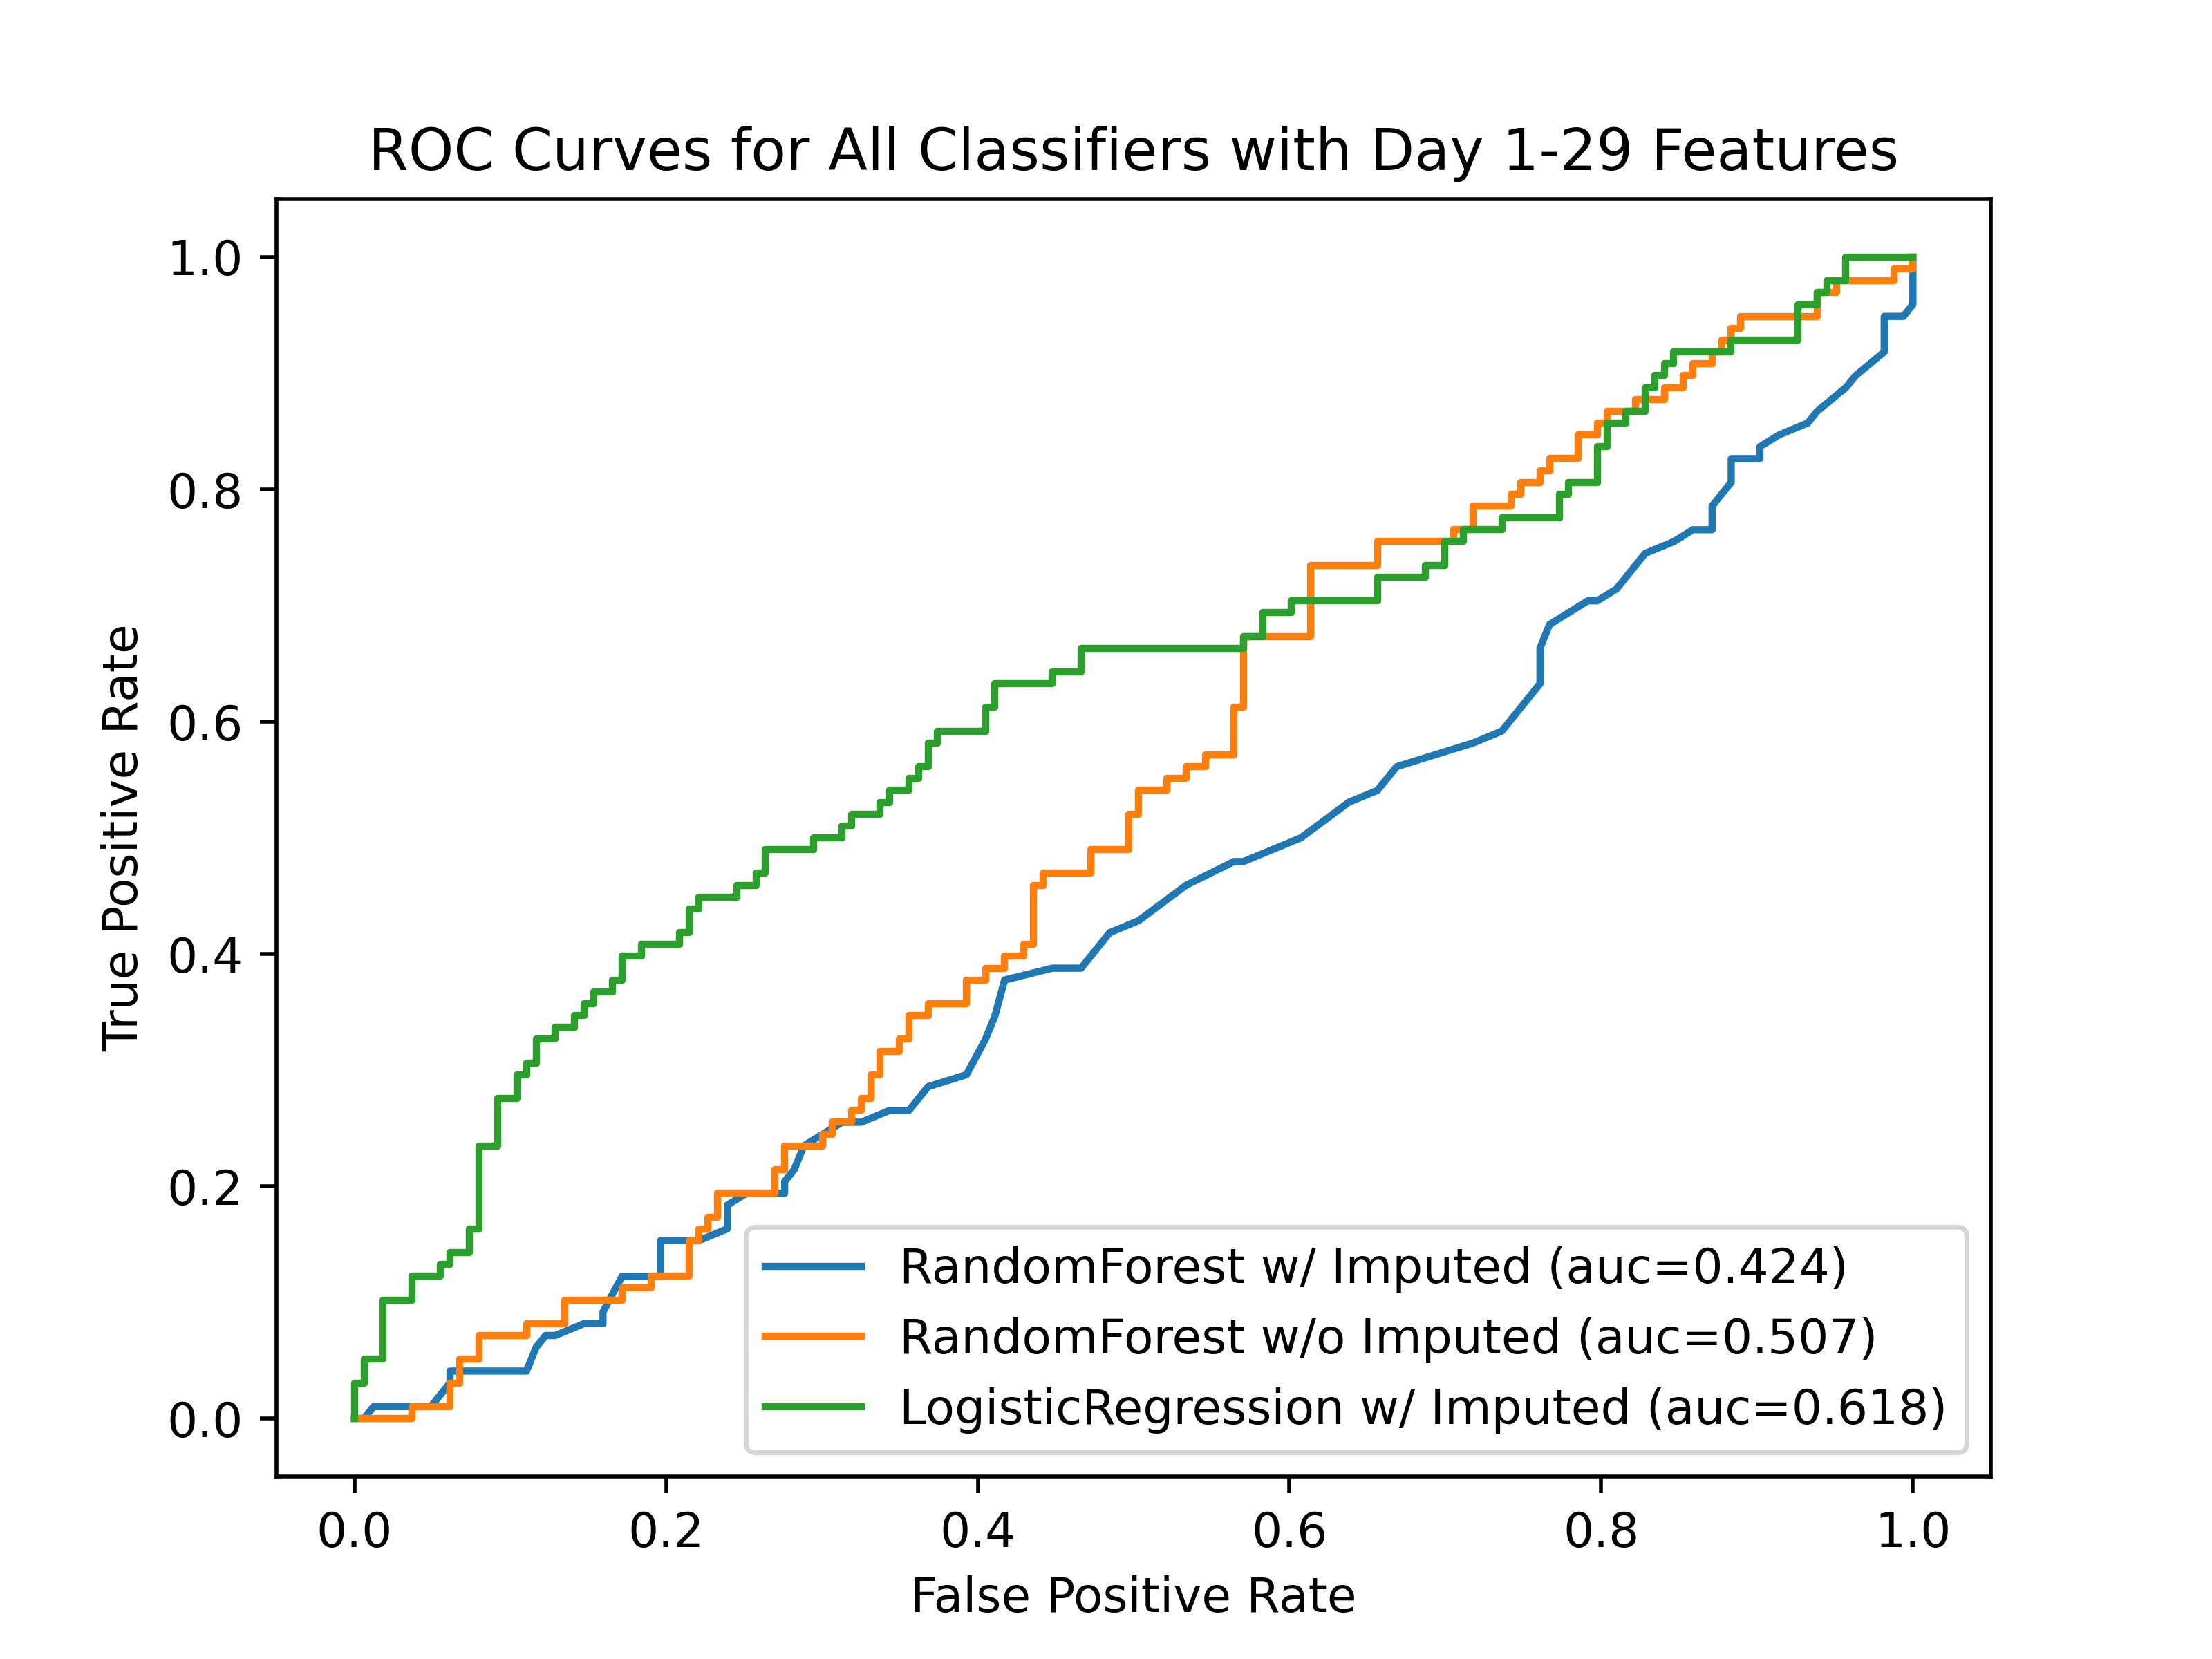 ROC Curves for All Classifiers with Day 1-29 Features
1.0
0.8
0.6
0.4
0.2
0.0
True Positive Rate
RandomForest w/ Imputed (auc=0.424)
RandomForest w/o Imputed (auc=0.507)
LogisticRegression w/ Imputed (auc=0.618)
0.0 0.2 0.4 0.6 0.8 1.0
False Positive Rate